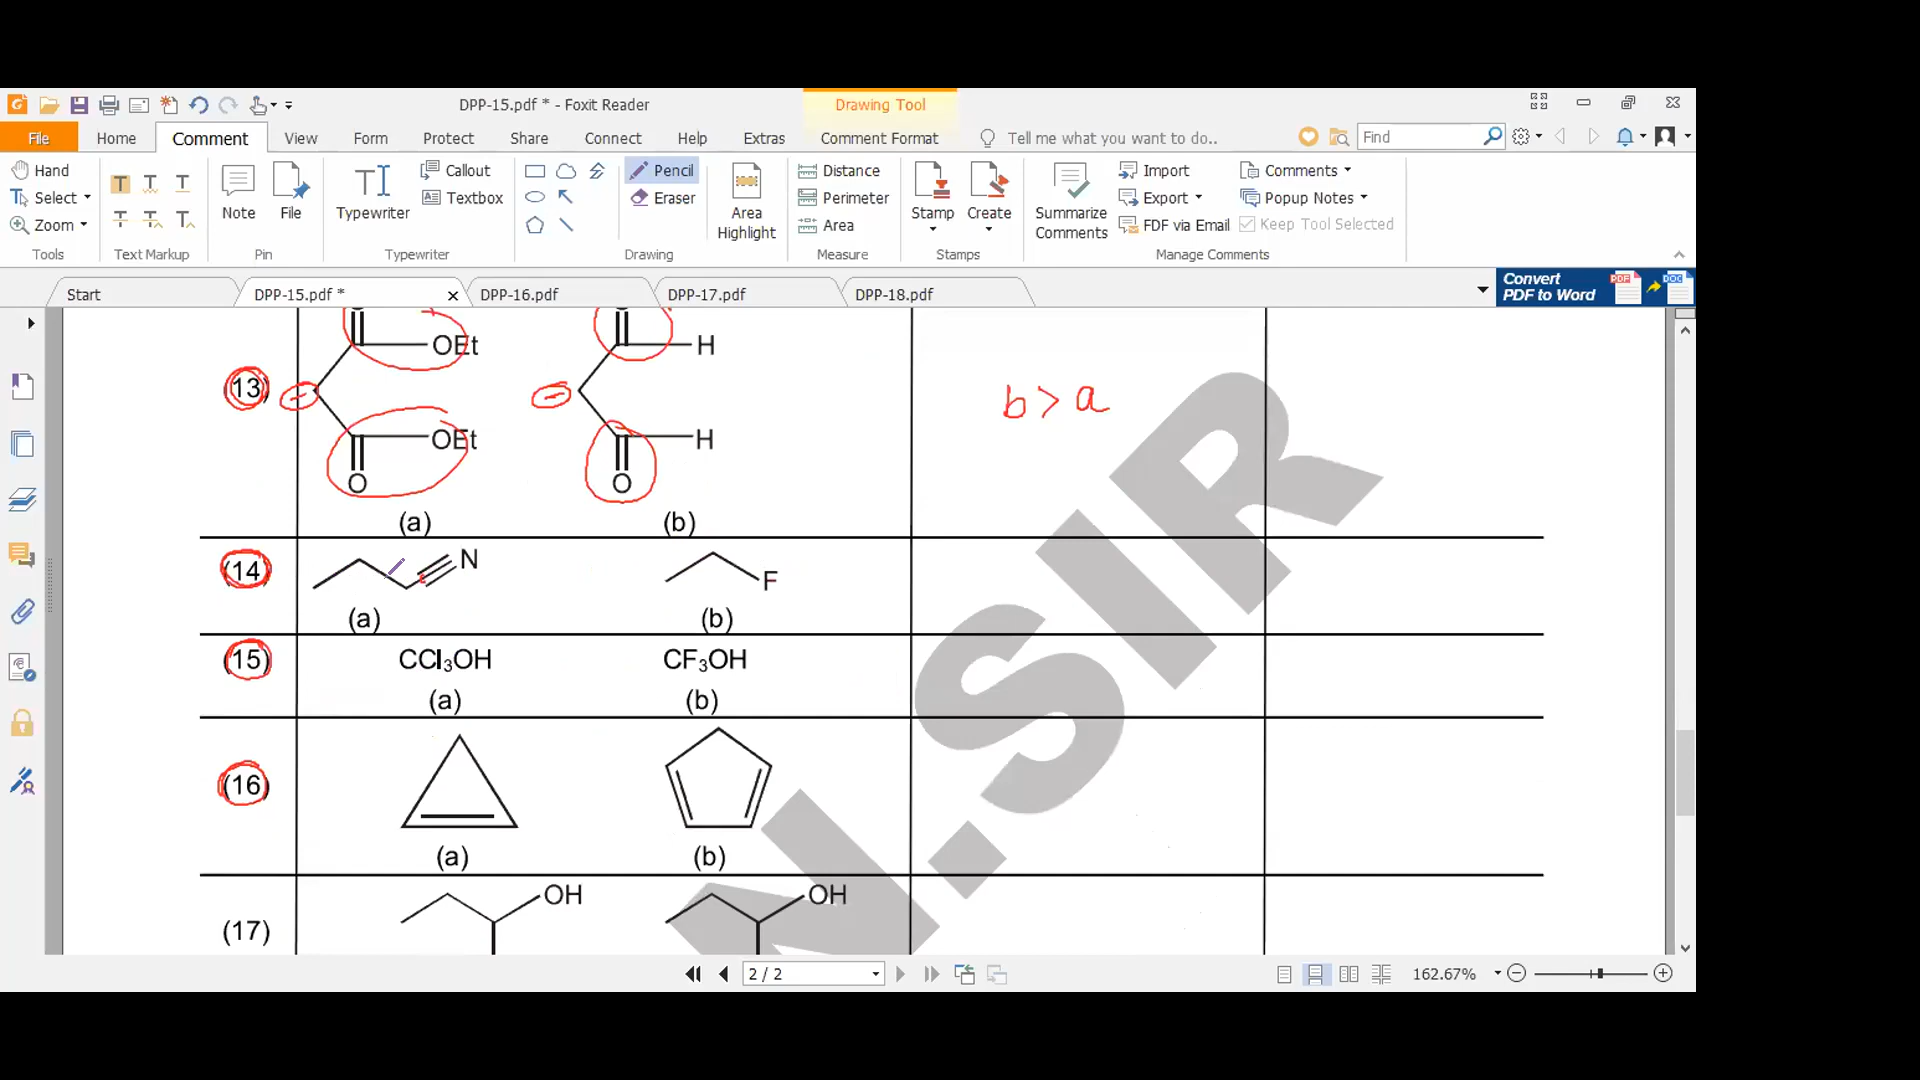 DPP-15.pdf * - Foxit Reader
Drawing Tool
File Home Comment View Form Protect Share Connect Help Extras Comment Format Tell me what you want to do.. Find
Hand
Select
Zoom
Tools
T T T
T T T
Text Markup
Note
File
Pin
Typewriter
Callout
Textbox
Typewriter
Pencil
Eraser
Drawing
Area
Highlight
Distance
Perimeter
Area
Measure
Stamp
Create
Stamps
Summarize
Comments
Import
Export
FDF via Email
Comments
Popup Notes
Keep Tool Selected
Manage Comments
Start
DPP-15.pdf *
DPP-16.pdf
DPP-17.pdf
DPP-18.pdf
Convert
PDF to Word
PDF DOC
OEt H
(13) b > a
OEt H
O O
(a) (b)
(14) N F
(a) (b)
(15) CCl₃OH CF₃OH
(a) (b)
(16)
(a) (b)
OH OH
(17)
N.SIR
2 / 2
162.67%